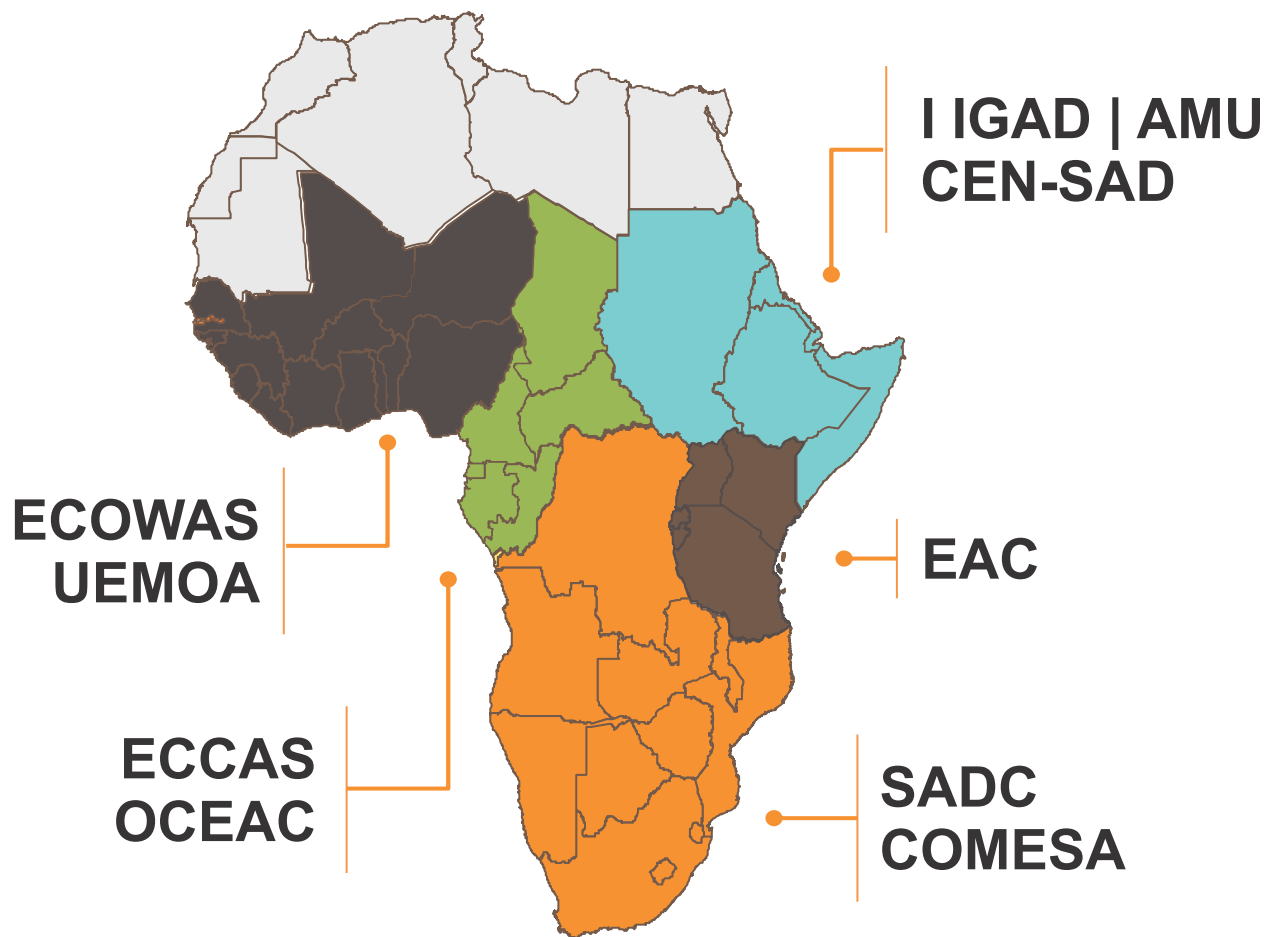 I IGAD | AMU
CEN-SAD
ECOWAS
UEMOA
EAC
ECCAS
OCEAC
SADC
COMESA